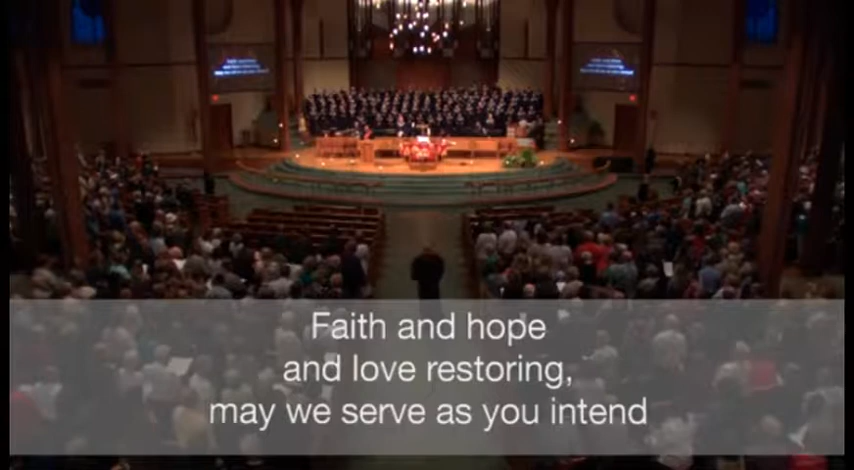 Faith and hope
and love restoring,
may we serve as you intend